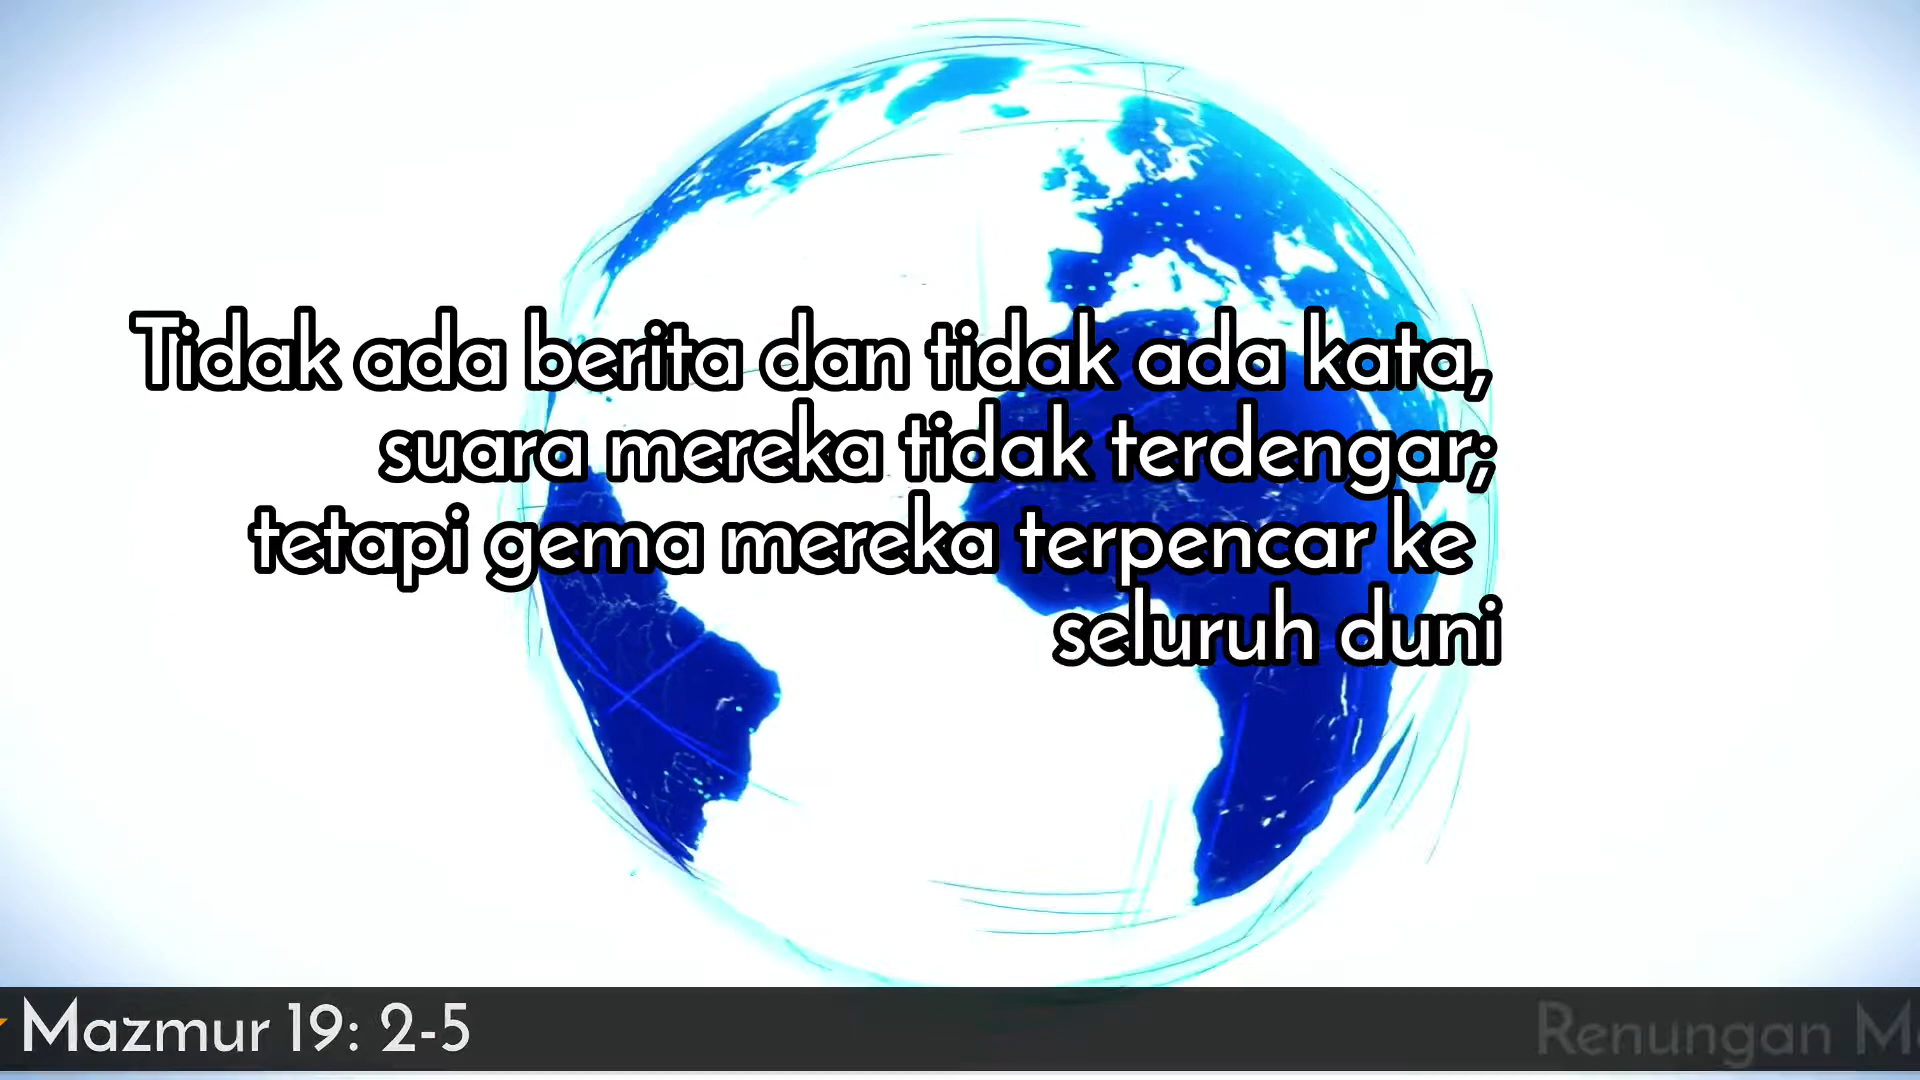 Tidak ada berita dan tidak ada kata,
suara mereka tidak terdengar;
tetapi gema mereka terpencar ke
seluruh duni
Mazmur 19: 2-5
Renungan